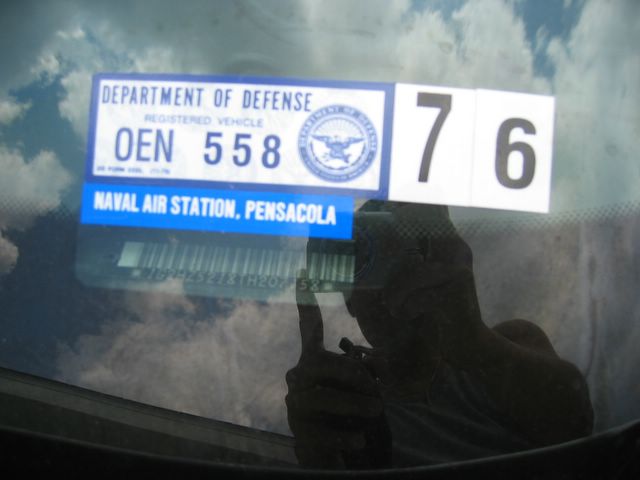 DEPARTMENT OF DEFENSE
REGISTERED VEHICLE
OEN 558
7 6
NAVAL AIR STATION, PENSACOLA